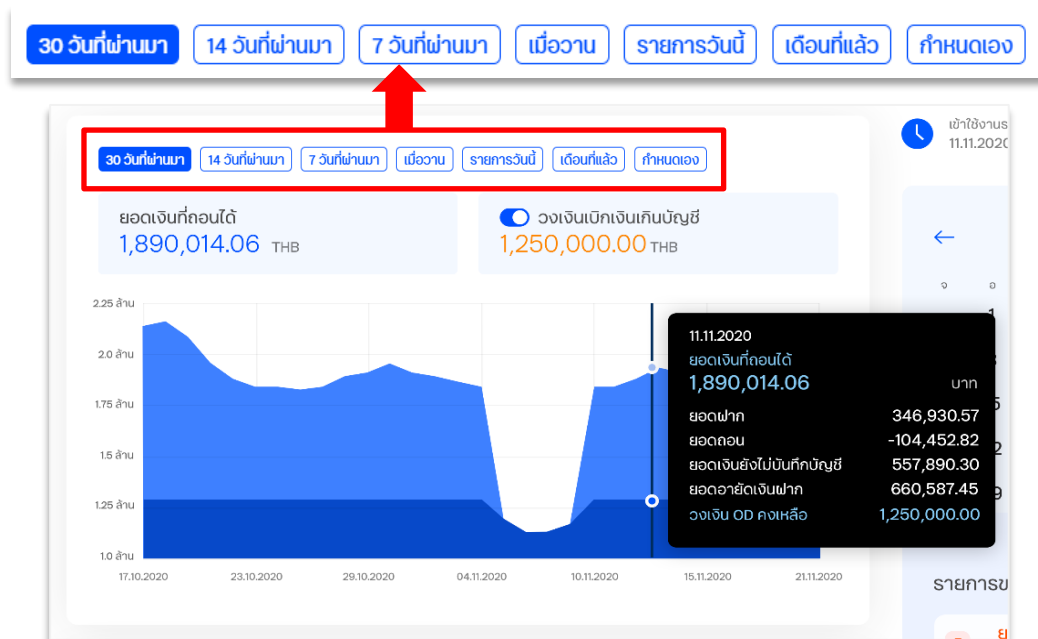 30 วันที่ผ่านมา 14 วันที่ผ่านมา 7 วันที่ผ่านมา เมื่อวาน รายการวันนี้ เดือนที่แล้ว กำหนดเอง
30 วันที่ผ่านมา 14 วันที่ผ่านมา 7 วันที่ผ่านมา เมื่อวาน รายการวันนี้ เดือนที่แล้ว กำหนดเอง
เข้าใช้งาน
11.11.2020
ยอดเงินที่ถอนได้
1,890,014.06 THB
วงเงินเบิกเงินเกินบัญชี
1,250,000.00 THB
จ อ
2.25 ล้าน
2.0 ล้าน
1.75 ล้าน
1.5 ล้าน
1.25 ล้าน
1.0 ล้าน
17.10.2020 23.10.2020 29.10.2020 04.11.2020 10.11.2020 15.11.2020 21.11.2020
11.11.2020
ยอดเงินที่ถอนได้
1,890,014.06 บาท
ยอดฝาก 346,930.57
ยอดถอน -104,452.82
ยอดเงินยังไม่บันทึกบัญชี 557,890.30
ยอดอายัดเงินฝาก 660,587.45
วงเงิน OD คงเหลือ 1,250,000.00
5
2
9
รายการ